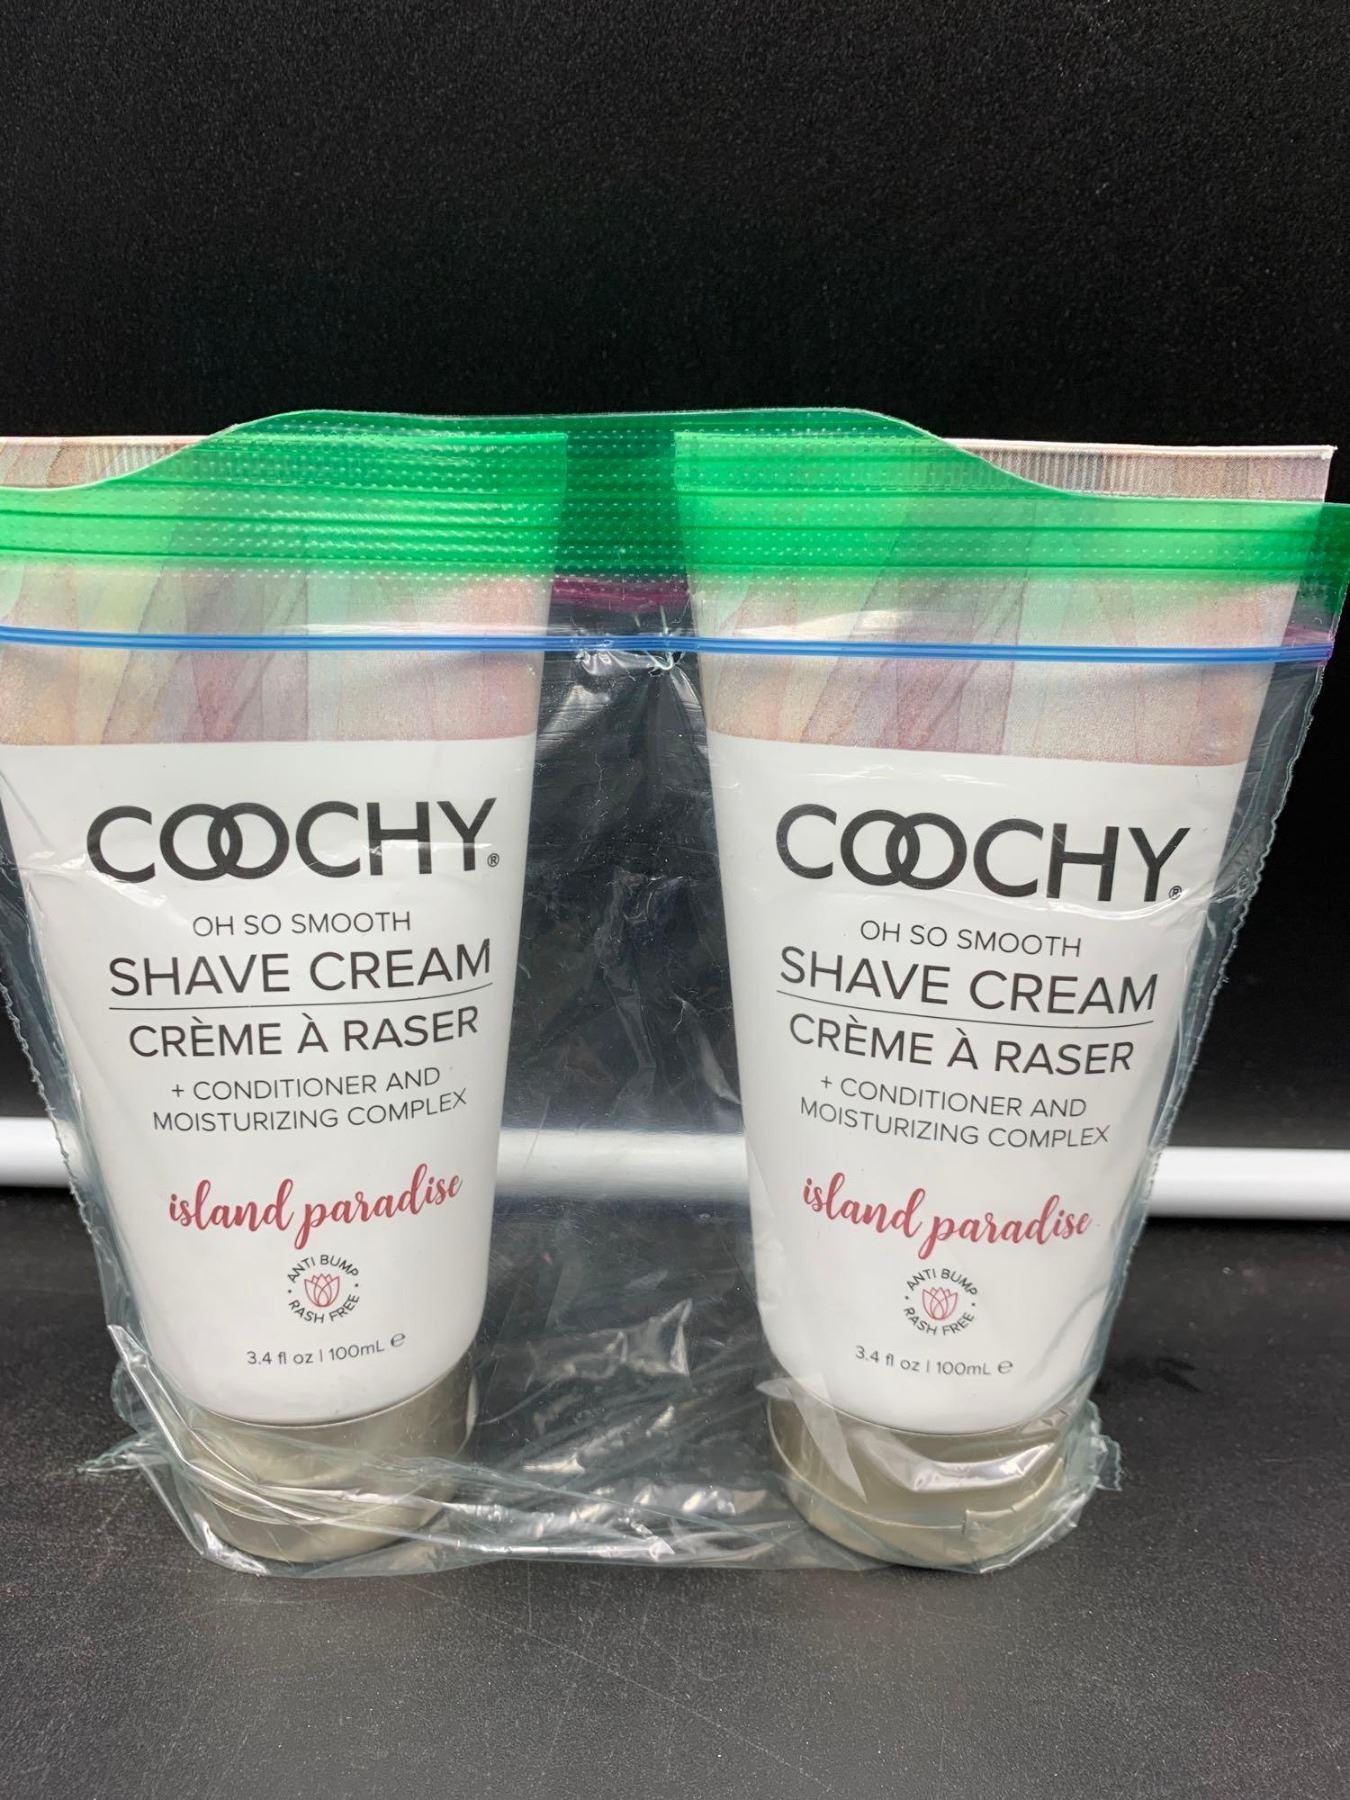 COOCHY®
OH SO SMOOTH
SHAVE CREAM
CRÈME À RASER
+ CONDITIONER AND
MOISTURIZING COMPLEX
island paradise
ANTI BUMP
• RASH FREE •
3.4 fl oz | 100mL ℮
COOCHY®
OH SO SMOOTH
SHAVE CREAM
CRÈME À RASER
+ CONDITIONER AND
MOISTURIZING COMPLEX
island paradise
ANTI BUMP
• RASH FREE •
3.4 fl oz | 100mL ℮